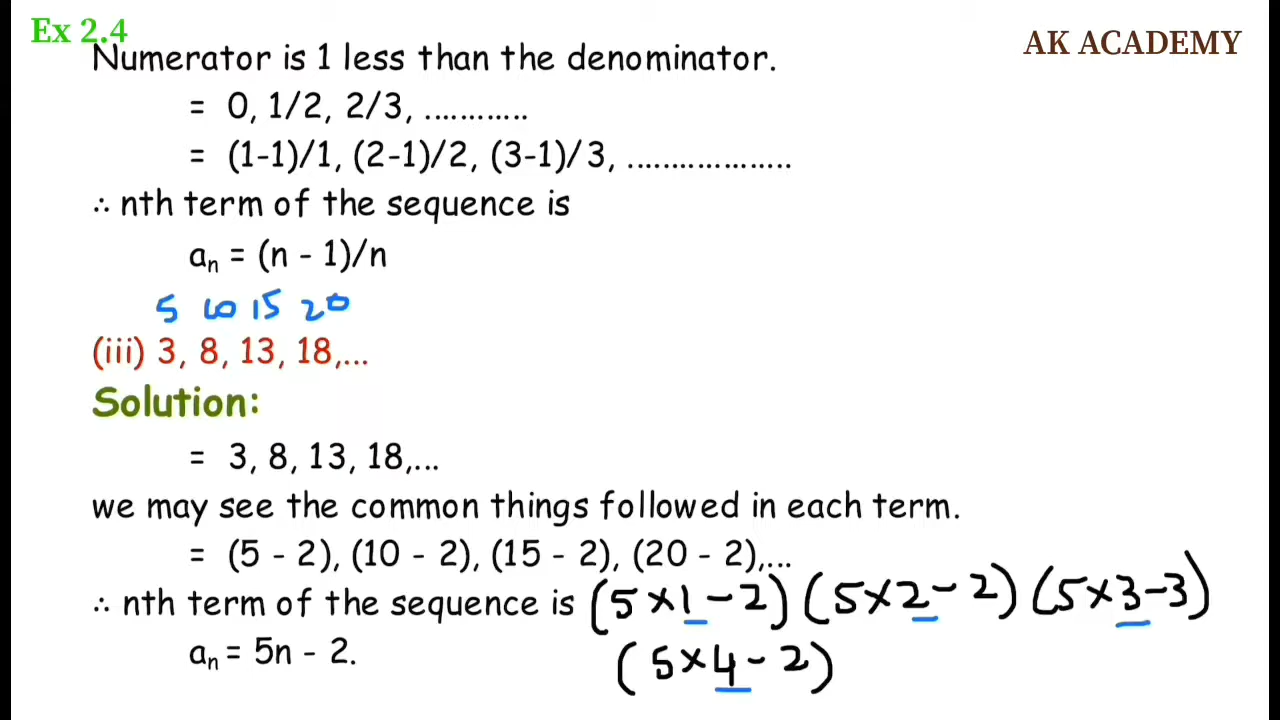 Ex 2.4
AK ACADEMY
Numerator is 1 less than the denominator.
= 0, 1/2, 2/3, ............
= (1-1)/1, (2-1)/2, (3-1)/3, ..................
∴ nth term of the sequence is
aₙ = (n - 1)/n
5 10 15 20
(iii) 3, 8, 13, 18,...
Solution:
= 3, 8, 13, 18,...
we may see the common things followed in each term.
= (5 - 2), (10 - 2), (15 - 2), (20 - 2),...
∴ nth term of the sequence is (5×1-2) (5×2-2) (5×3-3)
aₙ = 5n - 2. (5×4-2)